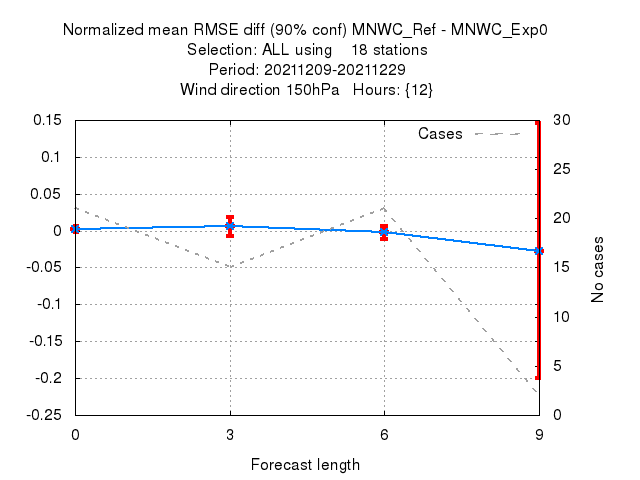 Normalized mean RMSE diff (90% conf) MNWC_Ref - MNWC_Exp0
Selection: ALL using    18 stations
Period: 20211209-20211229
Wind direction 150hPa   Hours: {12}
Cases
0.15
0.1
0.05
0
-0.05
-0.1
-0.15
-0.2
-0.25
30
25
20
15
10
5
0
No cases
0
3
6
9
Forecast length